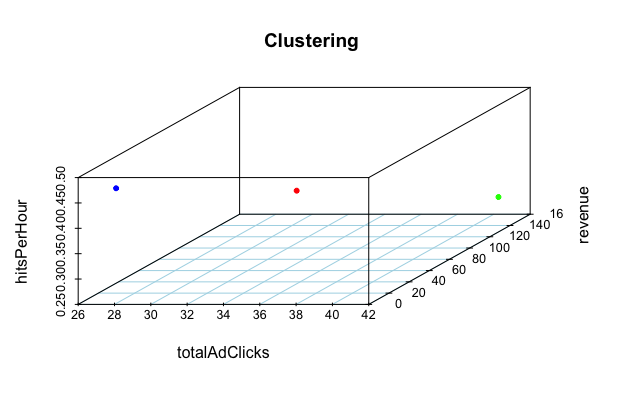 Clustering
hitsPerHour
0.25 0.30 0.35 0.40 0.45 0.50
26 28 30 32 34 36 38 40 42
totalAdClicks
0 20 40 60 80 100 120 140 16
revenue